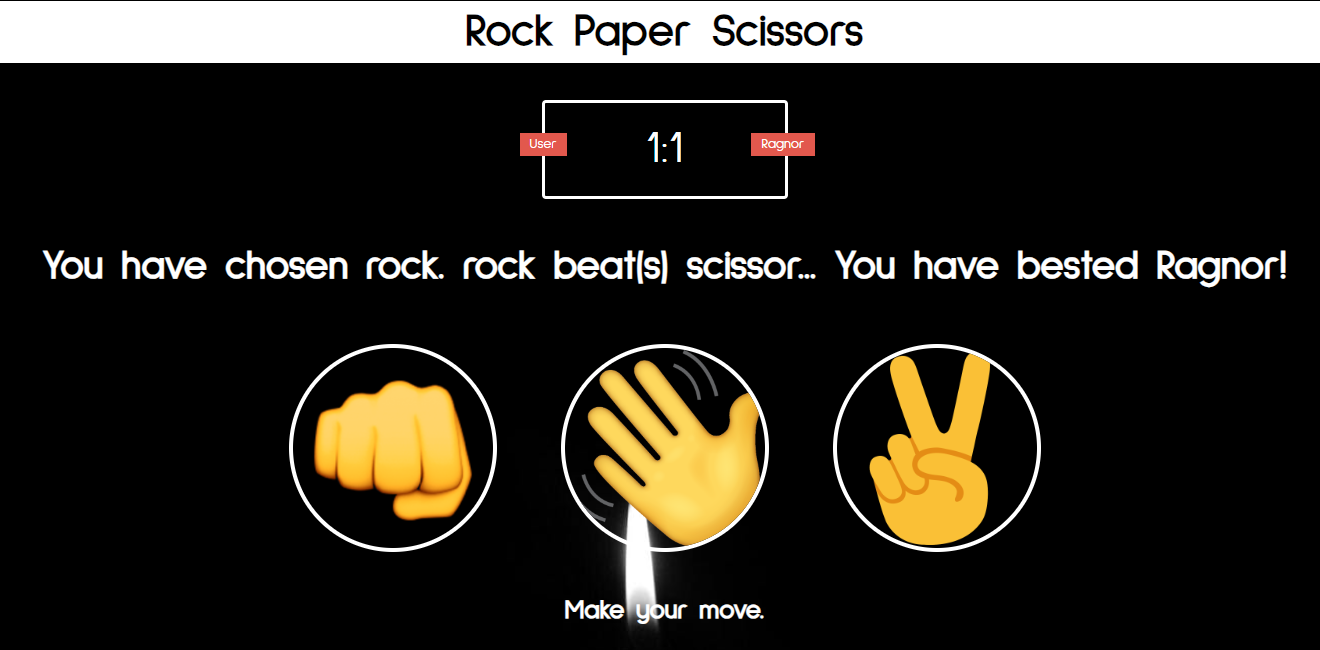 Rock Paper Scissors
User
1:1
Ragnor
You have chosen rock. rock beat(s) scissor... You have bested Ragnor!
Make your move.